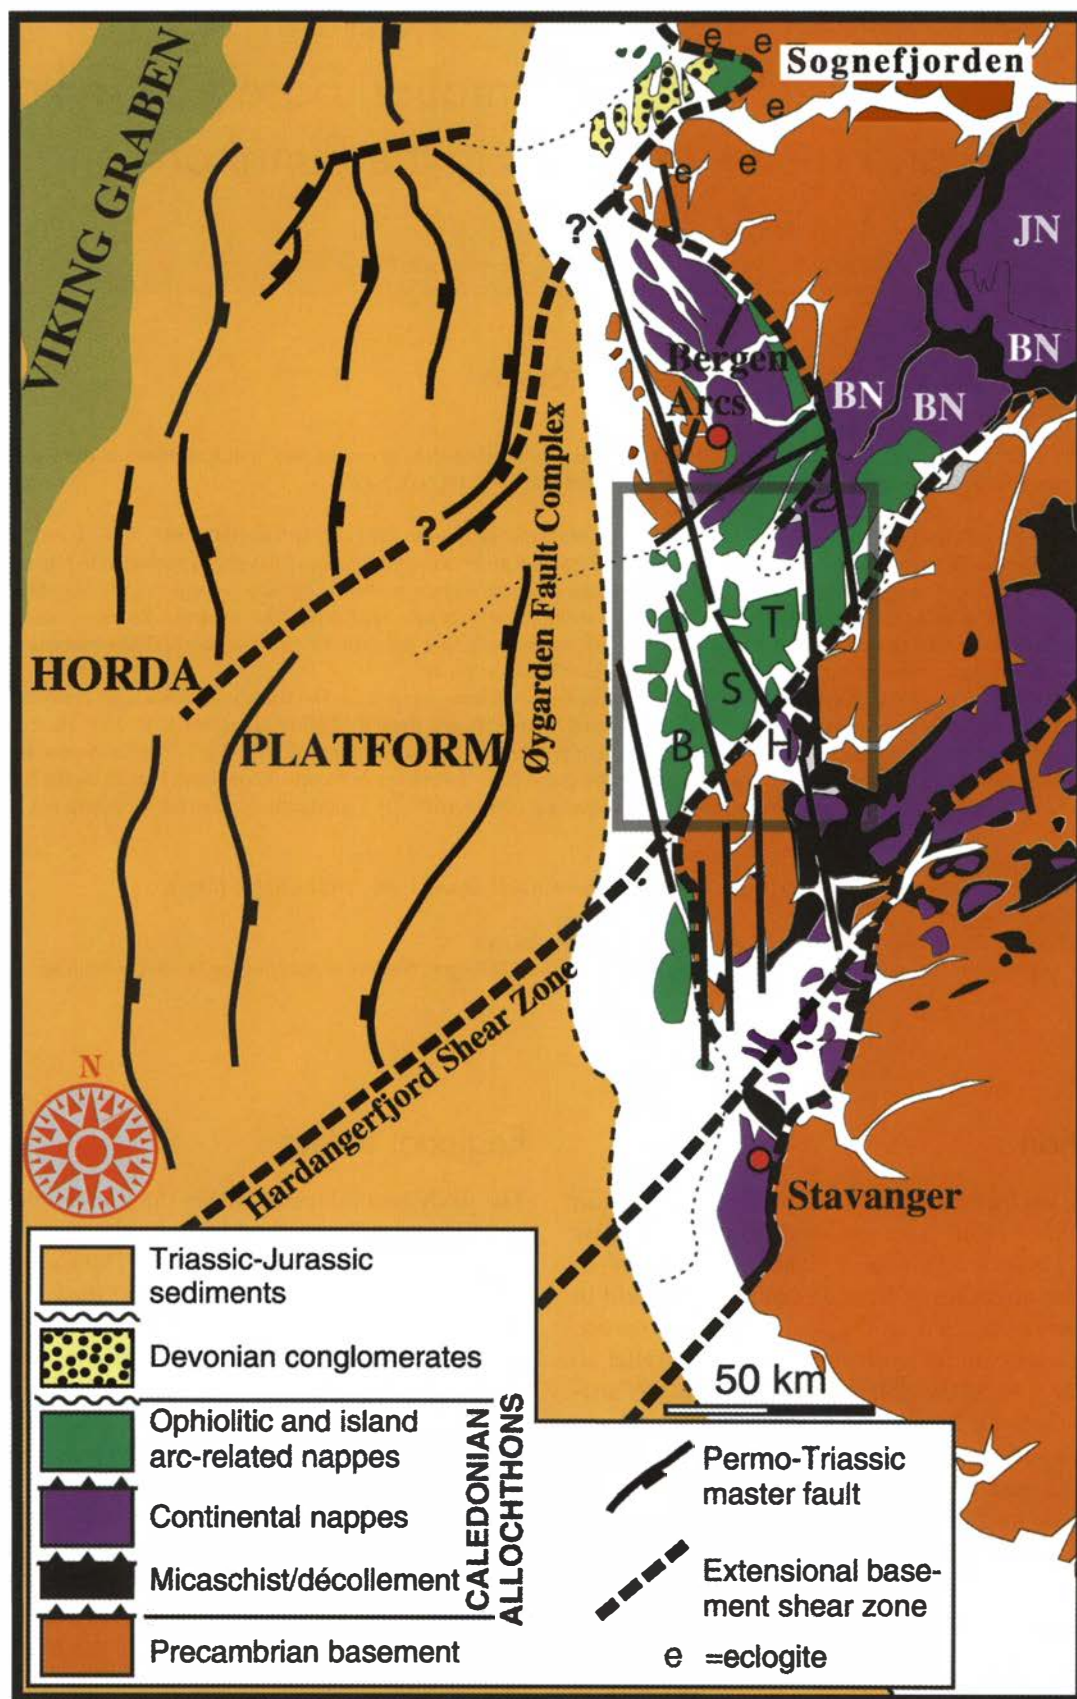 e
e
Sognefjorden
e
e
e
VIKING GRABEN
JN
?
BN
Bergen
Arcs
BN
BN
?
Øygarden Fault Complex
T
HORDA
S
PLATFORM
B
H
Hardangerfjord Shear Zone
N
Stavanger
50 km
Triassic-Jurassic
sediments
Devonian conglomerates
Ophiolitic and island
arc-related nappes
Continental nappes
Micaschist/décollement
Precambrian basement
CALEDONIAN
ALLOCHTHONS
Permo-Triassic
master fault
Extensional base-
ment shear zone
e =eclogite